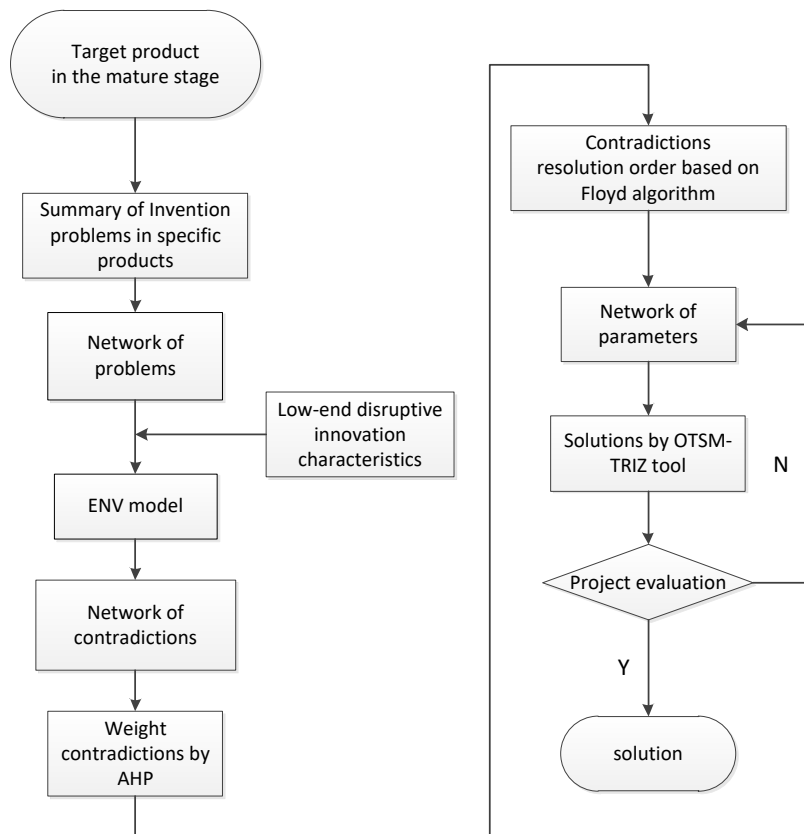 Target product
in the mature stage
Summary of Invention
problems in specific
products
Network of
problems
Low-end disruptive
innovation
characteristics
ENV model
Network of
contradictions
Weight
contradictions by
AHP
Contradictions
resolution order based on
Floyd algorithm
Network of
parameters
Solutions by OTSM-
TRIZ tool
N
Project evaluation
Y
solution